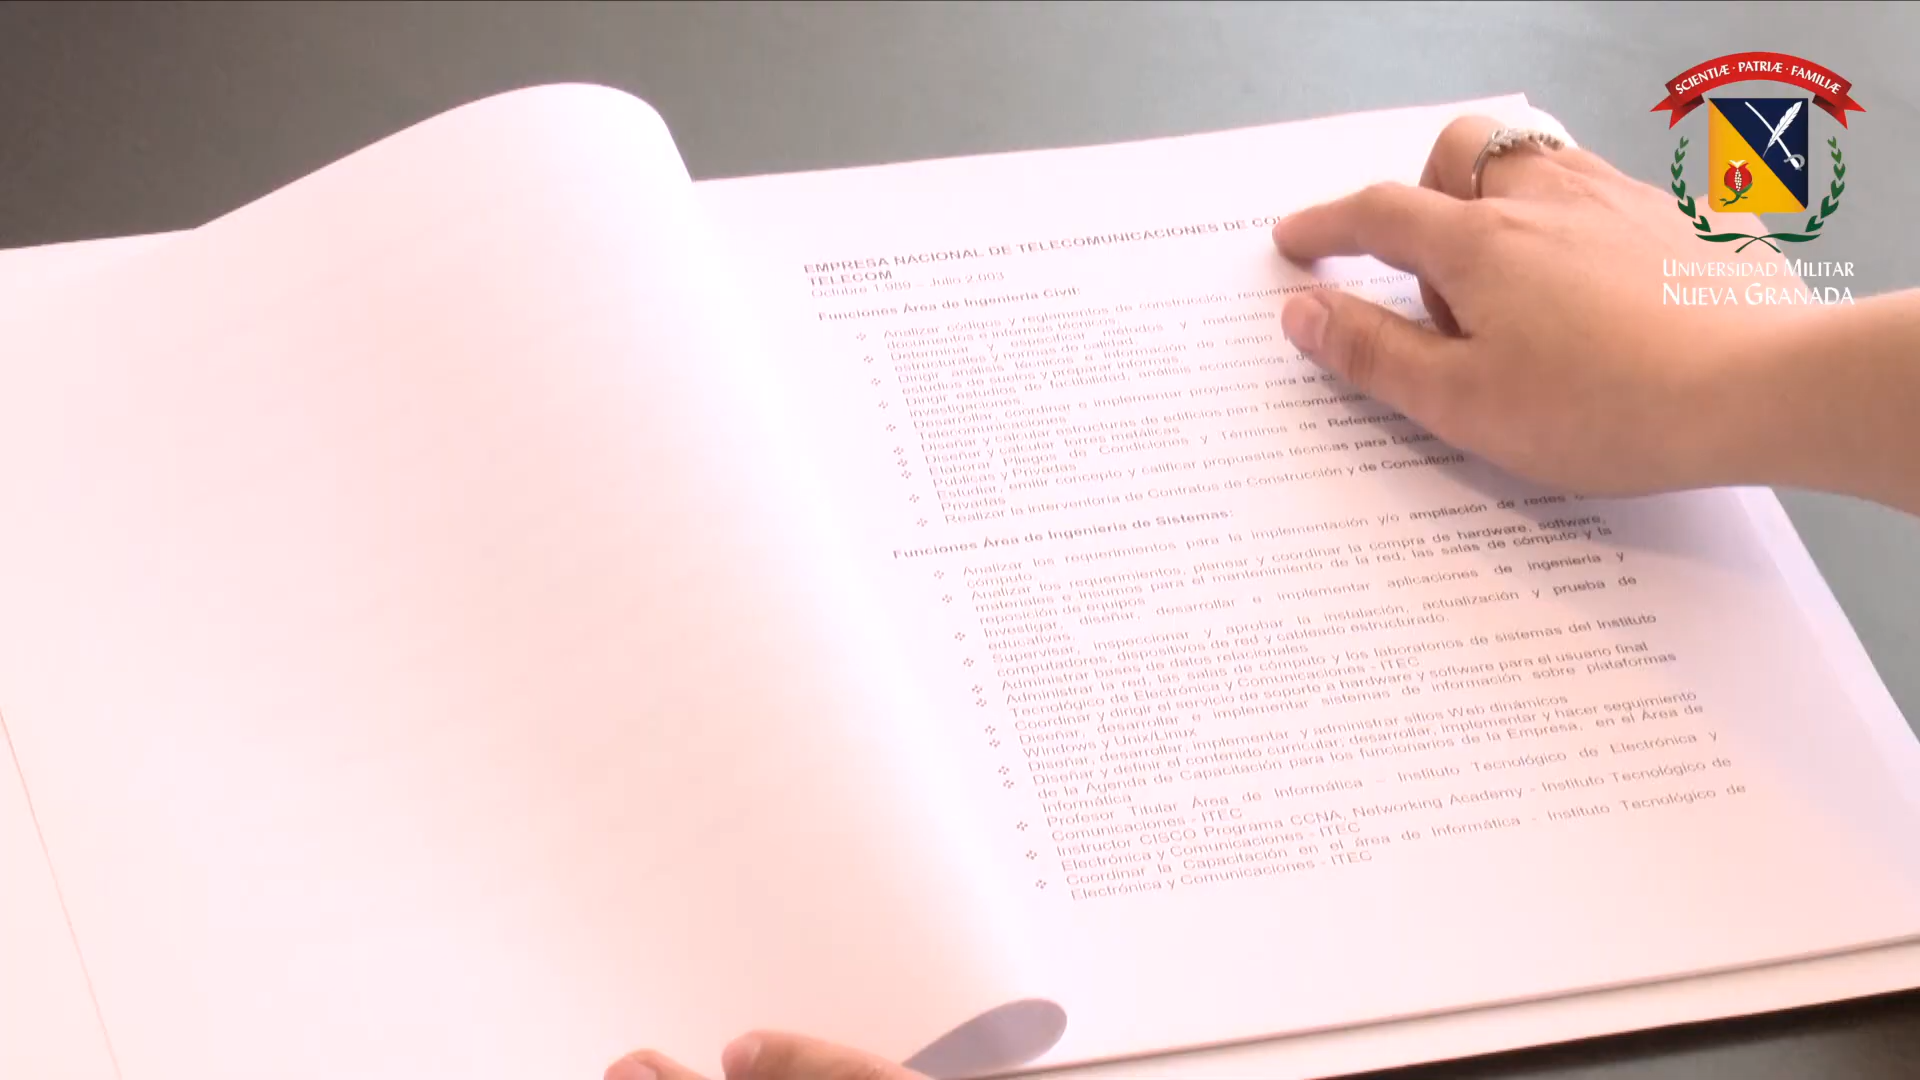 EMPRESA NACIONAL DE TELECOMUNICACIONES DE
TELECOM
Octubre 1.989 – Julio 2.003
Funciones Área de Ingeniería Civil:
Analizar códigos y reglamentos de construcción, requerimientos de
documentos e informes técnicos.
Determinar y especificar métodos y materiales
estructurales y normas de calidad.
Dirigir análisis técnicos e información de campo
estudios de suelos y preparar informes.
Dirigir estudios de factibilidad, análisis económicos,
investigaciones.
Desarrollar, coordinar e implementar proyectos para la
Telecomunicaciones
Diseñar y calcular estructuras de edificios para
Diseñar y calcular torres metálicas
Elaborar Pliegos de Condiciones y Términos de
Públicas y Privadas
Estudiar, emitir concepto y calificar propuestas técnicas para
Privadas
Realizar la interventoría de Contratos de Construcción y de Consultoría
Funciones Área de Ingeniería de Sistemas:
Analizar los requerimientos para la implementación y/o ampliación de redes
cómputo.
Analizar los requerimientos, planear y coordinar la compra de hardware, software,
materiales e insumos para el mantenimiento de la red, las salas de cómputo y la
reposición de equipos
Investigar, diseñar, desarrollar e implementar aplicaciones de ingeniería y
educativas.
Supervisar, inspeccionar y aprobar la instalación, actualización y prueba de
computadores, dispositivos de red y cableado estructurado.
Administrar bases de datos relacionales
Administrar la red, las salas de cómputo y los laboratorios de sistemas del Instituto
Tecnológico de Electrónica y Comunicaciones - ITEC
Coordinar y dirigir el servicio de soporte a hardware y software para el usuario final
Diseñar, desarrollar e implementar sistemas de información sobre plataformas
Windows y Unix/Linux
Diseñar, desarrollar, implementar y administrar sitios Web dinámicos
Diseñar y definir el contenido curricular; desarrollar, implementar y hacer seguimiento
de la Agenda de Capacitación para los funcionarios de la Empresa, en el Área de
Informática
Profesor Titular Área de Informática – Instituto Tecnológico de Electrónica y
Comunicaciones - ITEC
Instructor CISCO Programa CCNA, Networking Academy - Instituto Tecnológico de
Electrónica y Comunicaciones - ITEC
Coordinar la Capacitación en el área de Informática - Instituto Tecnológico de
Electrónica y Comunicaciones - ITEC
SCIENTIÆ · PATRIÆ · FAMILIÆ
UNIVERSIDAD MILITAR
NUEVA GRANADA